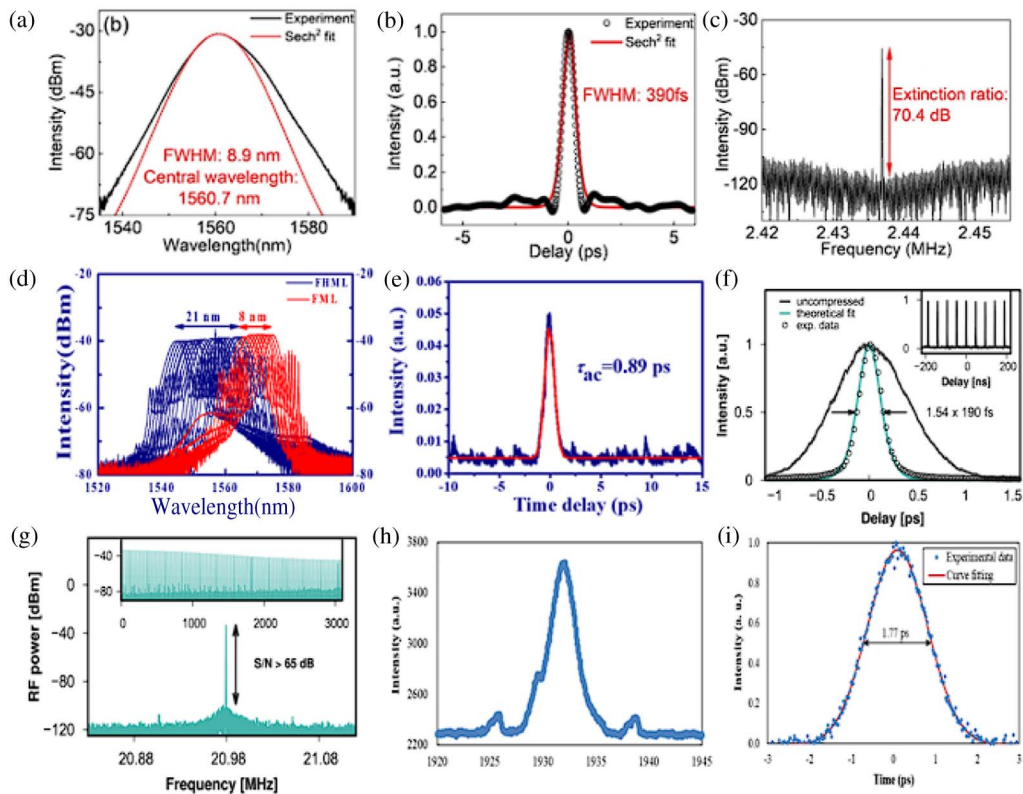 (a)
(b)
Experiment
Sech² fit
FWHM: 8.9 nm
Central wavelength:
1560.7 nm
Intensity (dBm)
-30
-45
-60
-75
1540
1560
1580
Wavelength(nm)
(b)
(b)
Experiment
Sech² fit
FWHM: 390fs
Intensity (a.u.)
1.0
0.8
0.6
0.4
0.2
0.0
-5
0
5
Delay (ps)
(c)
Extinction ratio:
70.4 dB
Intensity (dBm)
-30
-60
-90
-120
2.42
2.43
2.44
2.45
Frequency (MHz)
(d)
FHML
FML
21 nm
8 nm
Intensity(dBm)
-20
-40
-60
-80
-20
-40
-60
-80
1520
1540
1560
1580
1600
Wavelength(nm)
(e)
τac=0.89 ps
Intensity (a.u.)
0.06
0.05
0.04
0.03
0.02
0.01
0.00
-10
-5
0
5
10
15
Time delay (ps)
(f)
uncompressed
theoretical fit
exp. data
1
0
-200
0
200
Delay [ns]
1.54 x 190 fs
Intensity [a.u.]
1
0.5
0
-1.0
-0.5
0
0.5
1.0
1.5
Delay [ps]
(g)
-40
-80
0
1000
2000
3000
S/N > 65 dB
RF power [dBm]
0
-40
-80
-120
20.88
20.98
21.08
Frequency [MHz]
(h)
Intensity (a.u.)
3800
3400
3000
2600
2200
1920
1925
1930
1935
1940
1945
(i)
Experimental data
Curve fitting
1.77 ps
Intensity (a. u.)
1.0
0.8
0.6
0.4
0.2
0.0
-3
-2
-1
0
1
2
3
Time (ps)